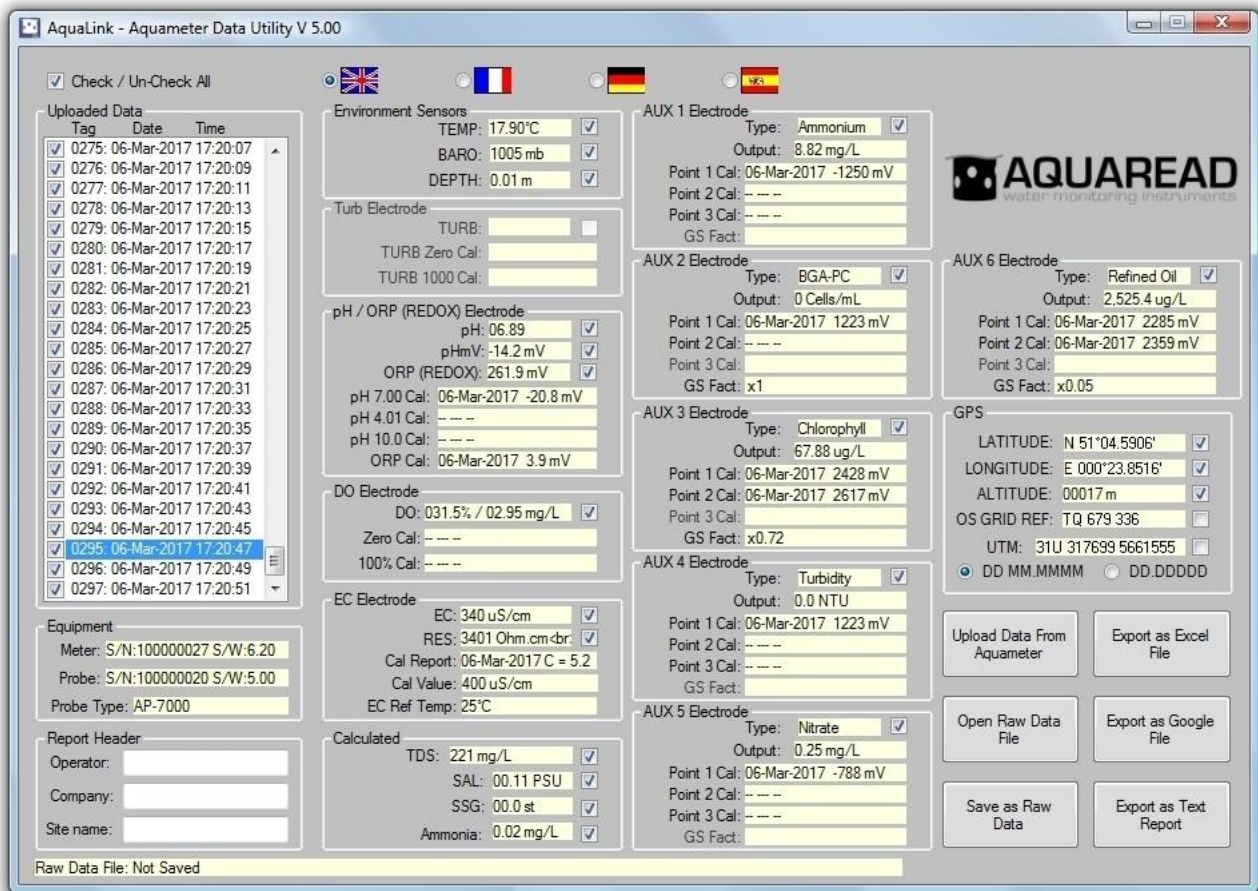 AquaLink - Aquameter Data Utility V 5.00
Check / Un-Check All
Uploaded Data
Tag Date Time
0275: 06-Mar-2017 17:20:07
0276: 06-Mar-2017 17:20:09
0277: 06-Mar-2017 17:20:11
0278: 06-Mar-2017 17:20:13
0279: 06-Mar-2017 17:20:15
0280: 06-Mar-2017 17:20:17
0281: 06-Mar-2017 17:20:19
0282: 06-Mar-2017 17:20:21
0283: 06-Mar-2017 17:20:23
0284: 06-Mar-2017 17:20:25
0285: 06-Mar-2017 17:20:27
0286: 06-Mar-2017 17:20:29
0287: 06-Mar-2017 17:20:31
0288: 06-Mar-2017 17:20:33
0289: 06-Mar-2017 17:20:35
0290: 06-Mar-2017 17:20:37
0291: 06-Mar-2017 17:20:39
0292: 06-Mar-2017 17:20:41
0293: 06-Mar-2017 17:20:43
0294: 06-Mar-2017 17:20:45
0295: 06-Mar-2017 17:20:47
0296: 06-Mar-2017 17:20:49
0297: 06-Mar-2017 17:20:51
Equipment
Meter: S/N:100000027 S/W:6.20
Probe: S/N:100000020 S/W:5.00
Probe Type: AP-7000
Report Header
Operator:
Company:
Site name:
Environment Sensors
TEMP: 17.90°C
BARO: 1005 mb
DEPTH: 0.01 m
Turb Electrode
TURB:
TURB Zero Cal:
TURB 1000 Cal:
pH / ORP (REDOX) Electrode
pH: 06.89
pHmV: -14.2 mV
ORP (REDOX): 261.9 mV
pH 7.00 Cal: 06-Mar-2017 -20.8 mV
pH 4.01 Cal: -- --- --
pH 10.0 Cal: -- --- --
ORP Cal: 06-Mar-2017 3.9 mV
DO Electrode
DO: 031.5% / 02.95 mg/L
Zero Cal: -- --- --
100% Cal: -- --- --
EC Electrode
EC: 340 uS/cm
RES: 3401 Ohm.cm<br:
Cal Report: 06-Mar-2017 C = 5.2
Cal Value: 400 uS/cm
EC Ref Temp: 25°C
Calculated
TDS: 221 mg/L
SAL: 00.11 PSU
SSG: 00.0 st
Ammonia: 0.02 mg/L
AUX 1 Electrode
Type: Ammonium
Output: 8.82 mg/L
Point 1 Cal: 06-Mar-2017 -1250 mV
Point 2 Cal: -- --- --
Point 3 Cal: -- --- --
GS Fact:
AUX 2 Electrode
Type: BGA-PC
Output: 0 Cells/mL
Point 1 Cal: 06-Mar-2017 1223 mV
Point 2 Cal: -- --- --
Point 3 Cal:
GS Fact: x1
AUX 3 Electrode
Type: Chlorophyll
Output: 67.88 ug/L
Point 1 Cal: 06-Mar-2017 2428 mV
Point 2 Cal: 06-Mar-2017 2617 mV
Point 3 Cal:
GS Fact: x0.72
AUX 4 Electrode
Type: Turbidity
Output: 0.0 NTU
Point 1 Cal: 06-Mar-2017 1223 mV
Point 2 Cal: -- --- --
Point 3 Cal: -- --- --
GS Fact:
AUX 5 Electrode
Type: Nitrate
Output: 0.25 mg/L
Point 1 Cal: 06-Mar-2017 -788 mV
Point 2 Cal: -- --- --
Point 3 Cal: -- --- --
GS Fact:
AQUAREAD
water monitoring instruments
AUX 6 Electrode
Type: Refined Oil
Output: 2,525.4 ug/L
Point 1 Cal: 06-Mar-2017 2285 mV
Point 2 Cal: 06-Mar-2017 2359 mV
Point 3 Cal:
GS Fact: x0.05
GPS
LATITUDE: N 51°04.5906'
LONGITUDE: E 000°23.8516'
ALTITUDE: 00017 m
OS GRID REF: TQ 679 336
UTM: 31U 317699 5661555
DD MM.MMMM DD.DDDDD
Upload Data From
Aquameter
Export as Excel
File
Open Raw Data
File
Export as Google
File
Save as Raw
Data
Export as Text
Report
Raw Data File: Not Saved